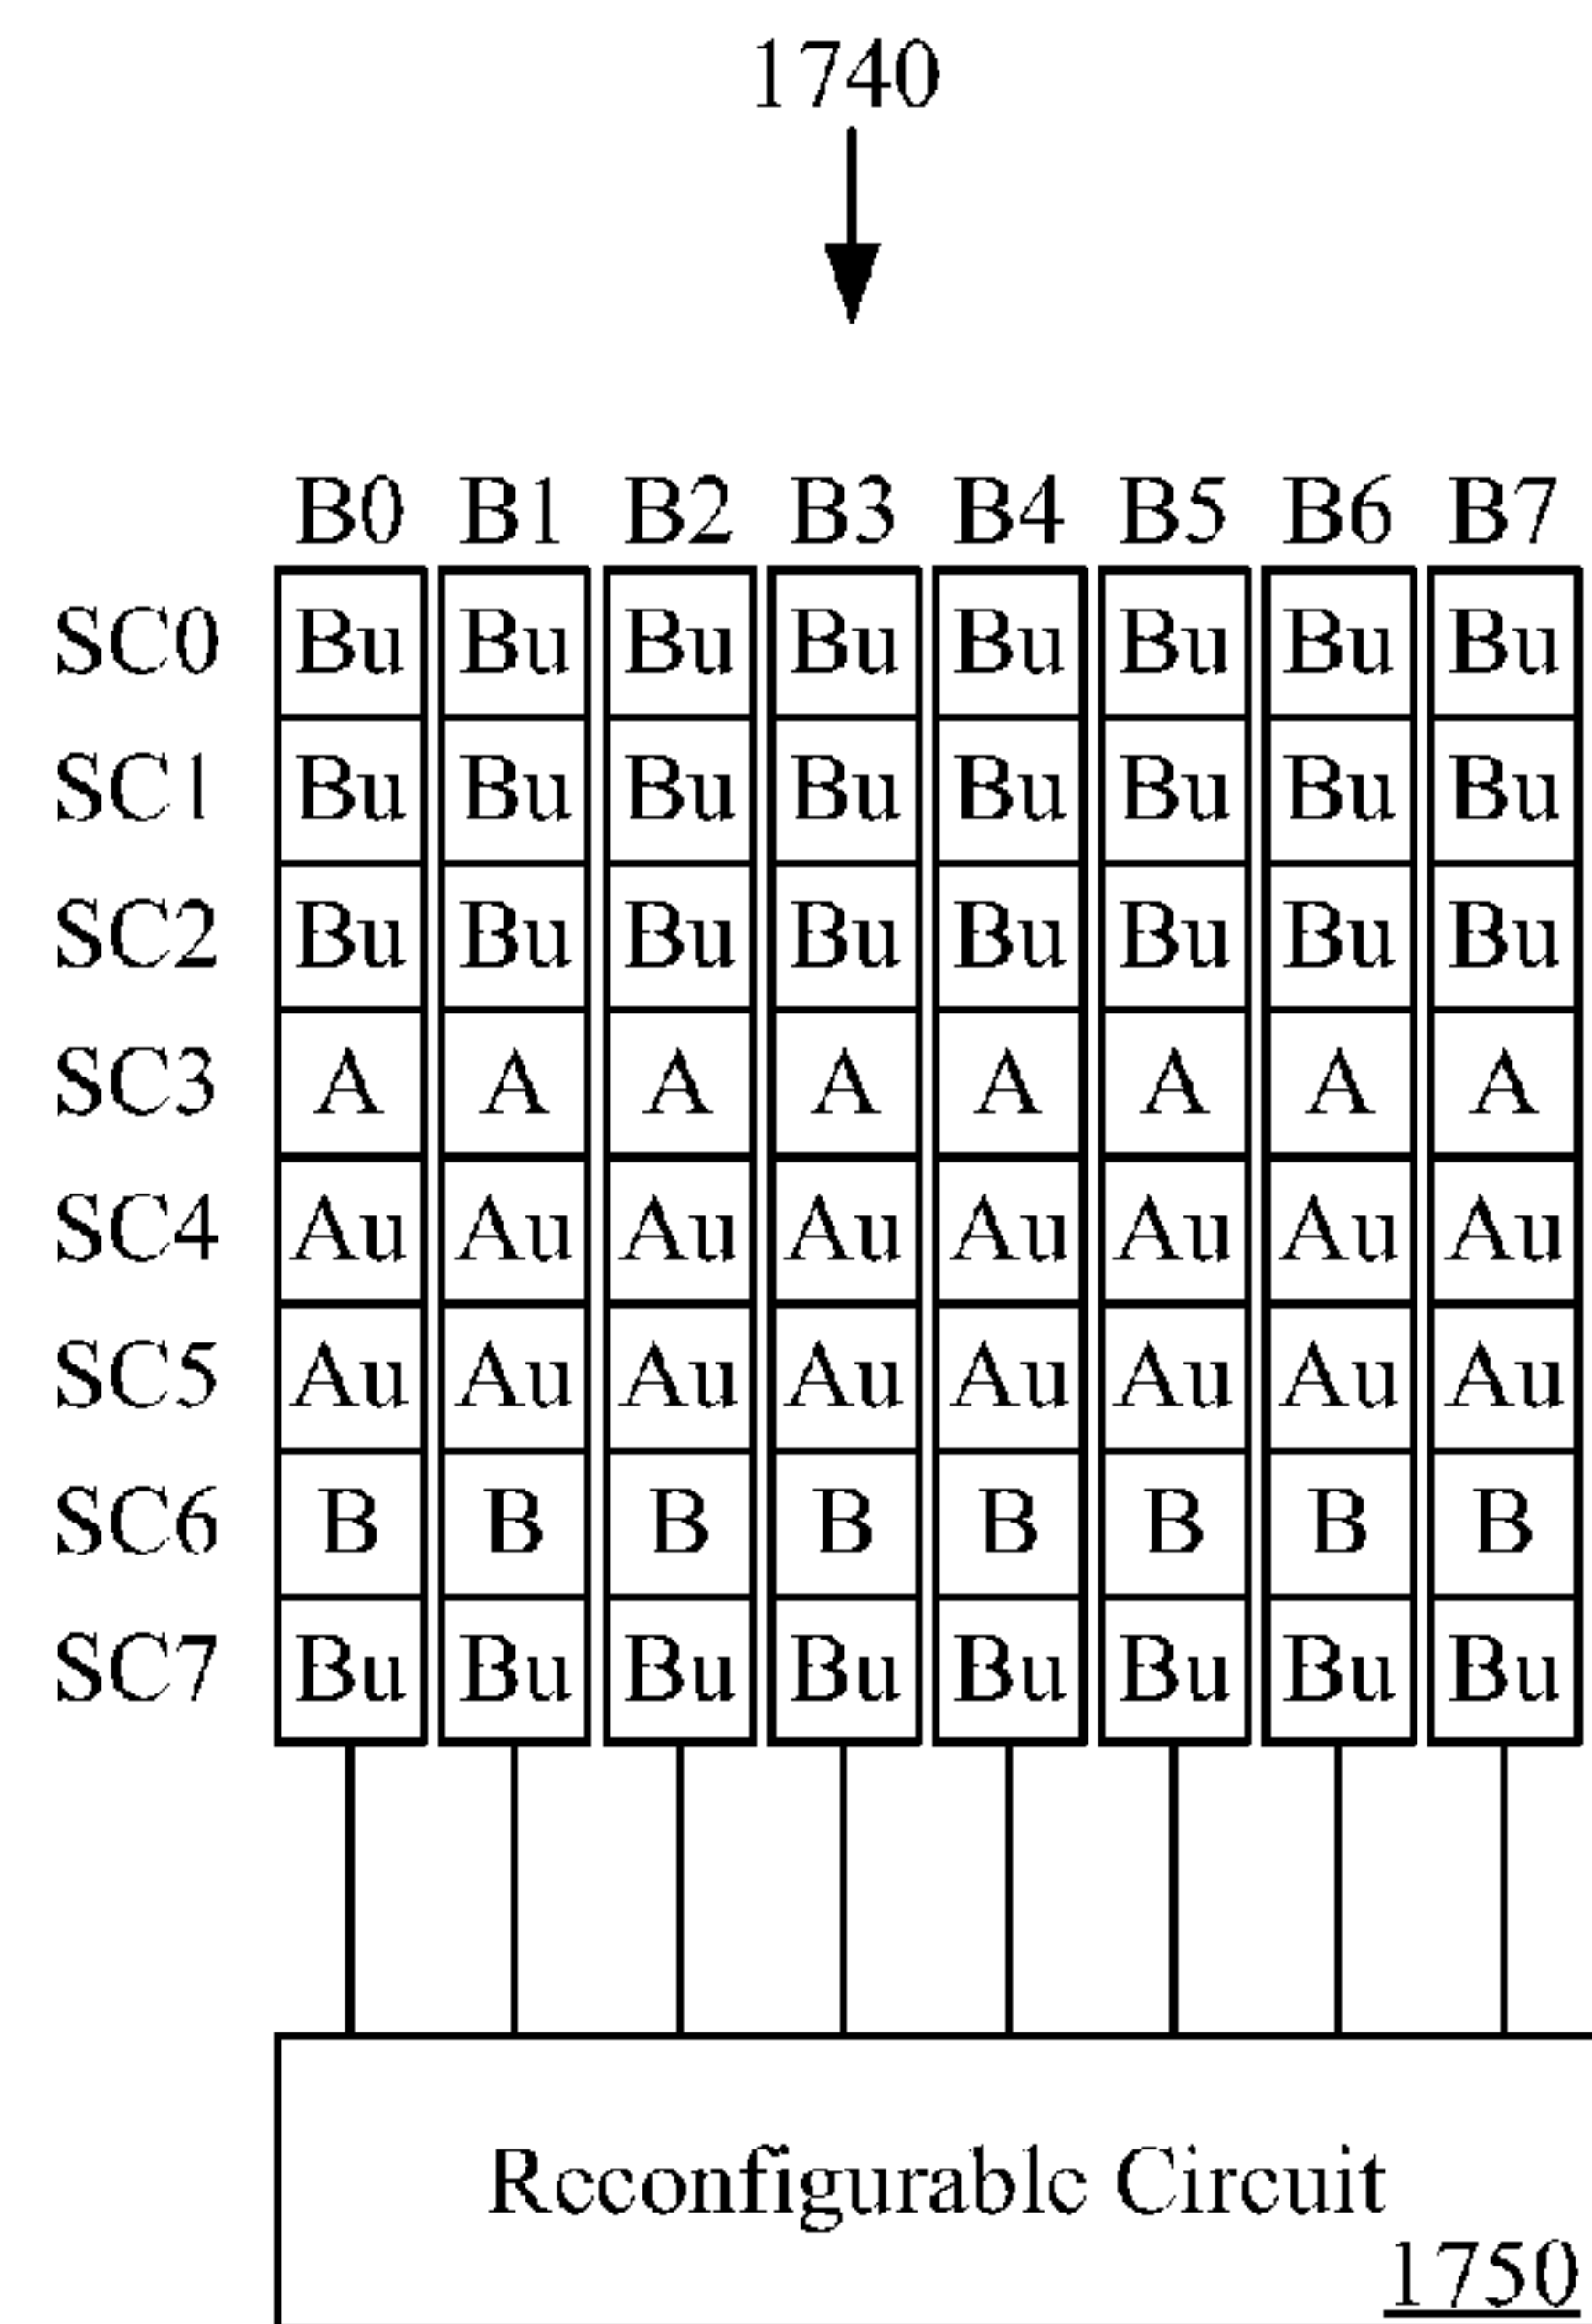 1740
B0 B1 B2 B3 B4 B5 B6 B7
SC0 Bu Bu Bu Bu Bu Bu Bu Bu
SC1 Bu Bu Bu Bu Bu Bu Bu Bu
SC2 Bu Bu Bu Bu Bu Bu Bu Bu
SC3 A A A A A A A A
SC4 Au Au Au Au Au Au Au Au
SC5 Au Au Au Au Au Au Au Au
SC6 B B B B B B B B
SC7 Bu Bu Bu Bu Bu Bu Bu Bu
Reconfigurable Circuit
1750